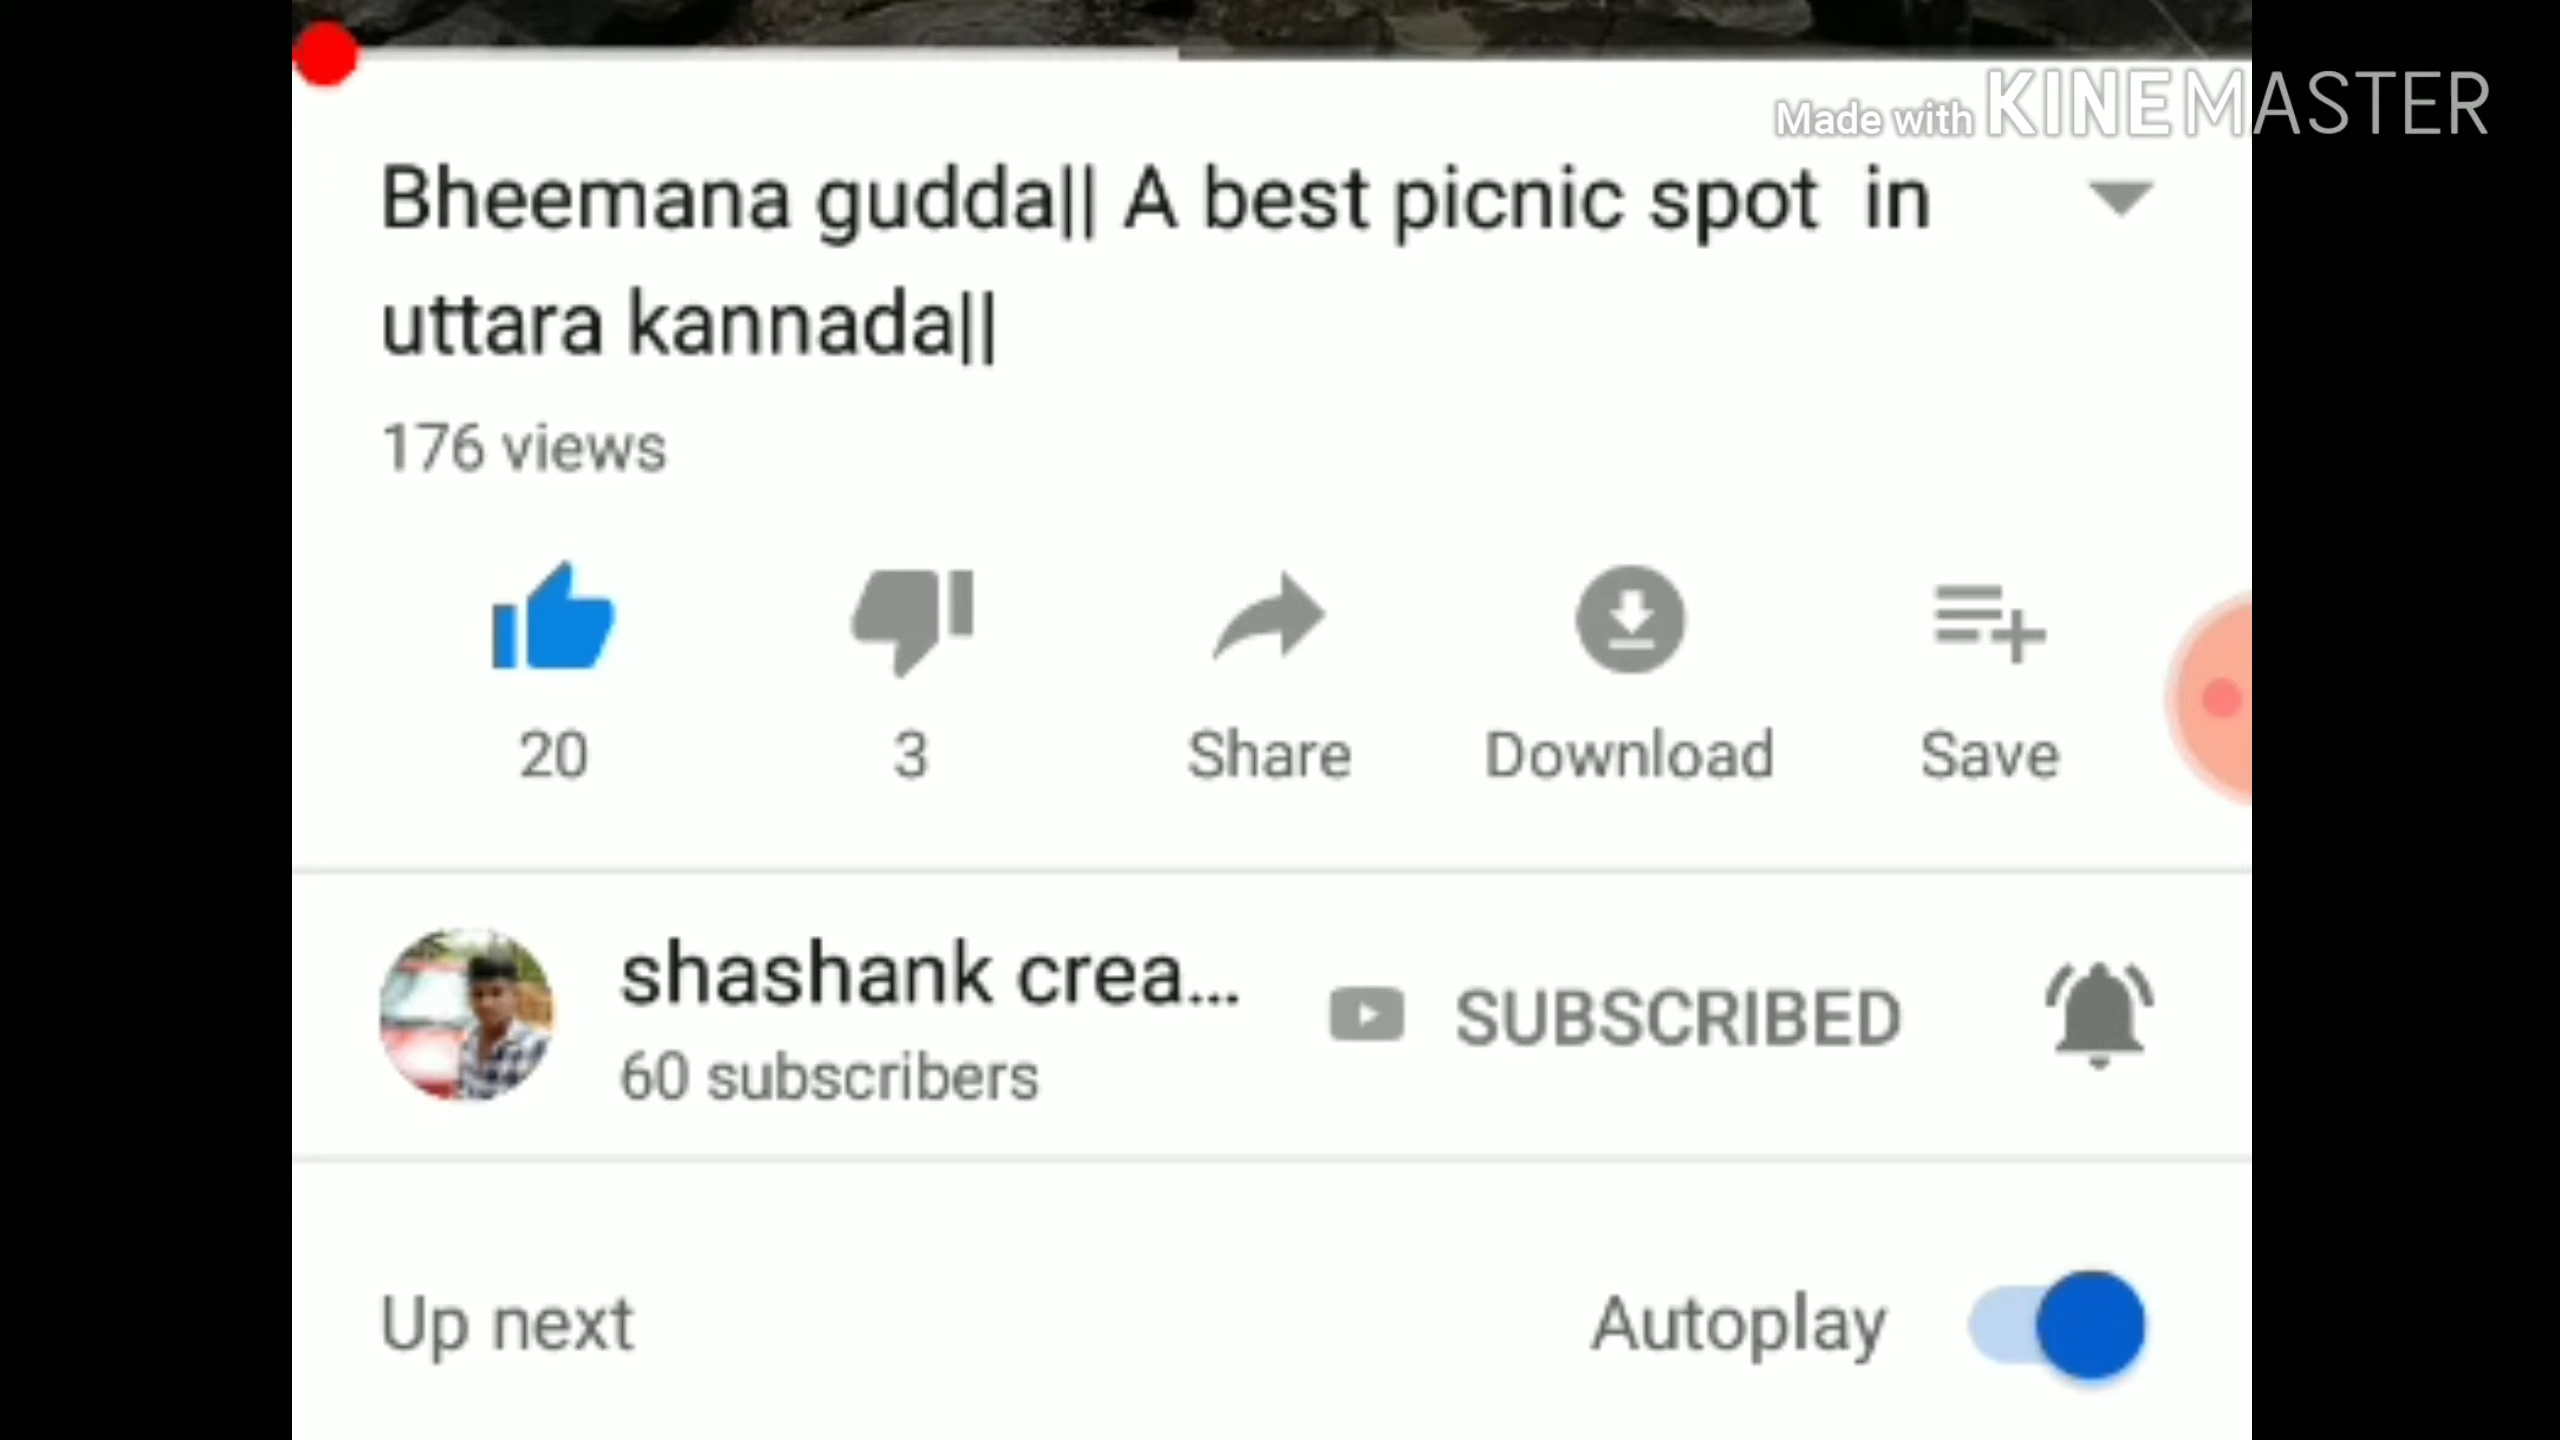 Made with KINEMASTER
Bheemana gudda|| A best picnic spot  in
uttara kannada||
176 views
20
3
Share
Download
Save
shashank crea...
60 subscribers
SUBSCRIBED
Up next
Autoplay